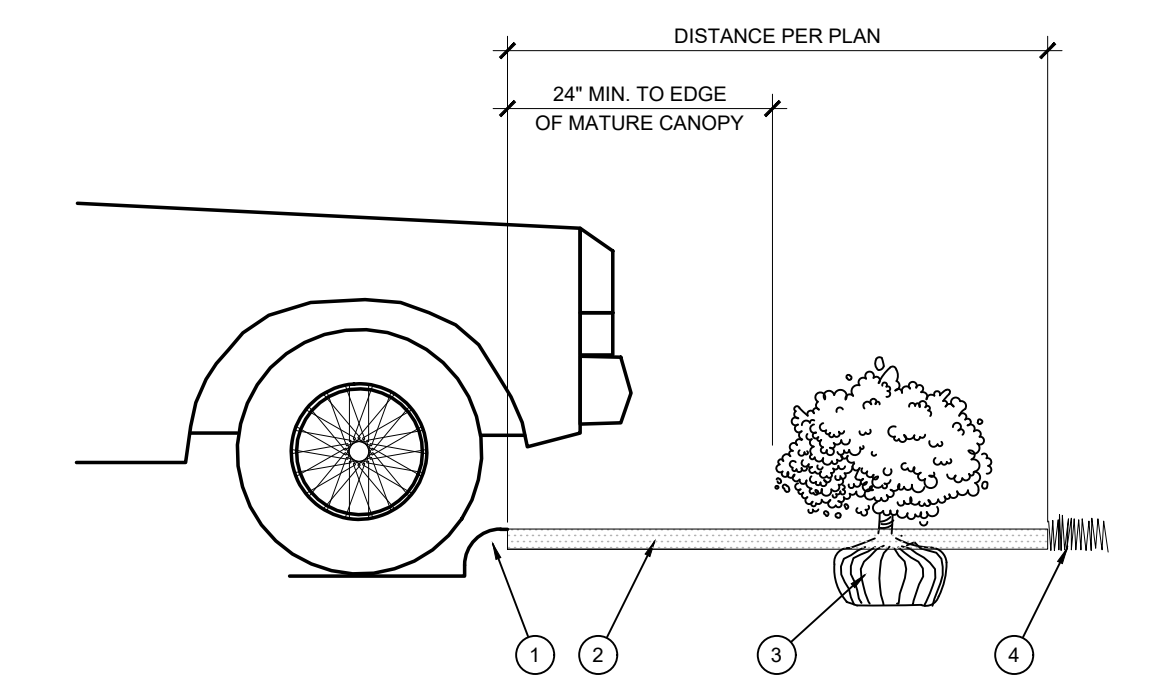 DISTANCE PER PLAN
24" MIN. TO EDGE
OF MATURE CANOPY
1 2 3 4